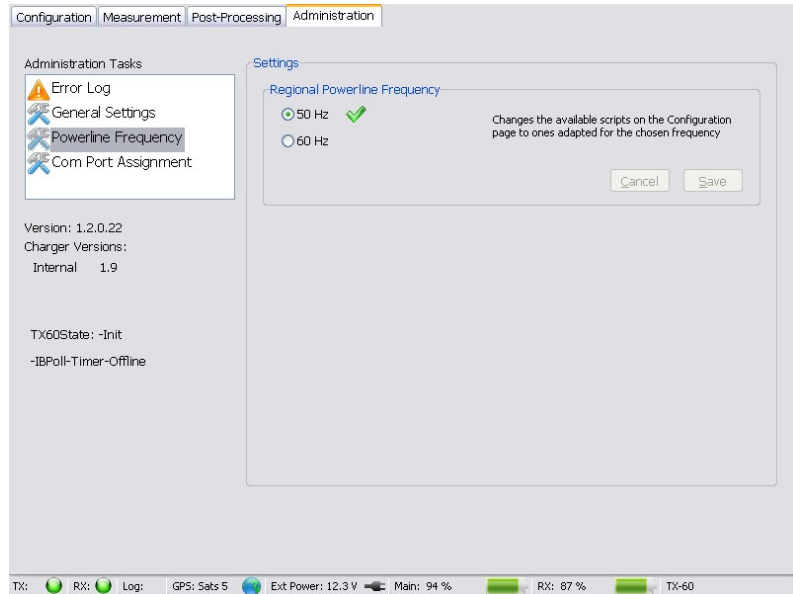 Configuration Measurement Post-Processing Administration
Administration Tasks
Error Log
General Settings
Powerline Frequency
Com Port Assignment
Version: 1.2.0.22
Charger Versions:
Internal 1.9
TX60State: -Init
-IBPoll-Timer-Offline
Settings
Regional Powerline Frequency
50 Hz
60 Hz
Changes the available scripts on the Configuration
page to ones adapted for the chosen frequency
Cancel Save
TX: RX: Log: GPS: Sats 5 Ext Power: 12.3 V Main: 94 % RX: 87 % TX-60